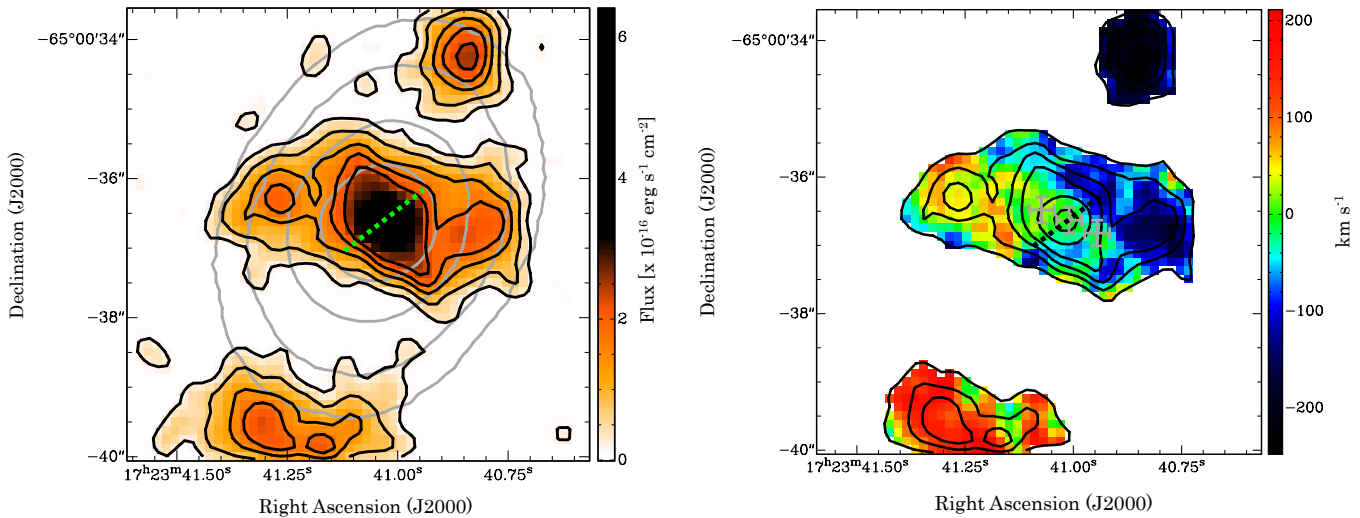 −65°00′34″
−36″
−38″
−40″
17ʰ23ᵐ41.50ˢ
41.25ˢ
41.00ˢ
40.75ˢ
Right Ascension (J2000)
Declination (J2000)
6
4
2
0
Flux [x 10⁻¹⁶ erg s⁻¹ cm⁻²]
−65°00′34″
−36″
−38″
−40″
17ʰ23ᵐ41.50ˢ
41.25ˢ
41.00ˢ
40.75ˢ
Right Ascension (J2000)
Declination (J2000)
200
100
0
−100
−200
km s⁻¹